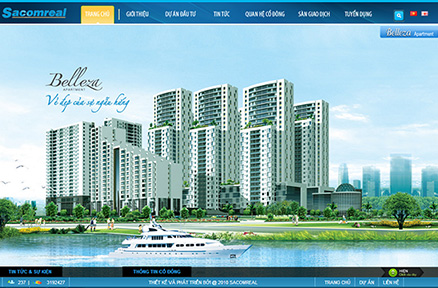 Sacomreal
TRANG CHỦ GIỚI THIỆU DỰ ÁN ĐẦU TƯ TIN TỨC QUAN HỆ CỔ ĐÔNG SÀN GIAO DỊCH TUYỂN DỤNG
Belleza Apartment
Belleza
APARTMENT
Vẻ đẹp của sự ngân hàng
HIỆN
TIN TỨC & SỰ KIỆN THÔNG TIN CỔ ĐÔNG
237 | 3192427 THIẾT KẾ VÀ PHÁT TRIỂN BỞI @ 2010 SACOMREAL TRANG CHỦ DỰ ÁN LIÊN HỆ